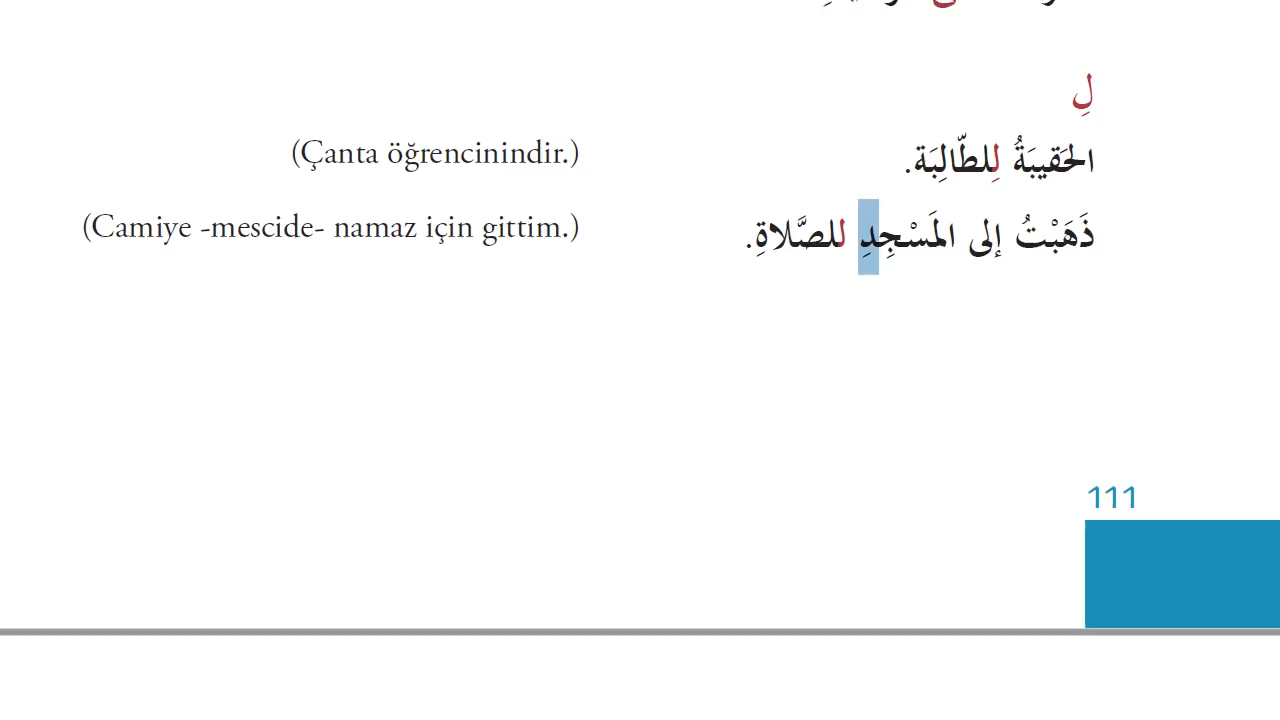 لِ
الحَقيبَةُ لِلطّالِبَة. (Çanta öğrencinindir.)
ذَهَبْتُ إلى المَسْجِدِ للصَّلاةِ. (Camiye -mescide- namaz için gittim.)
111